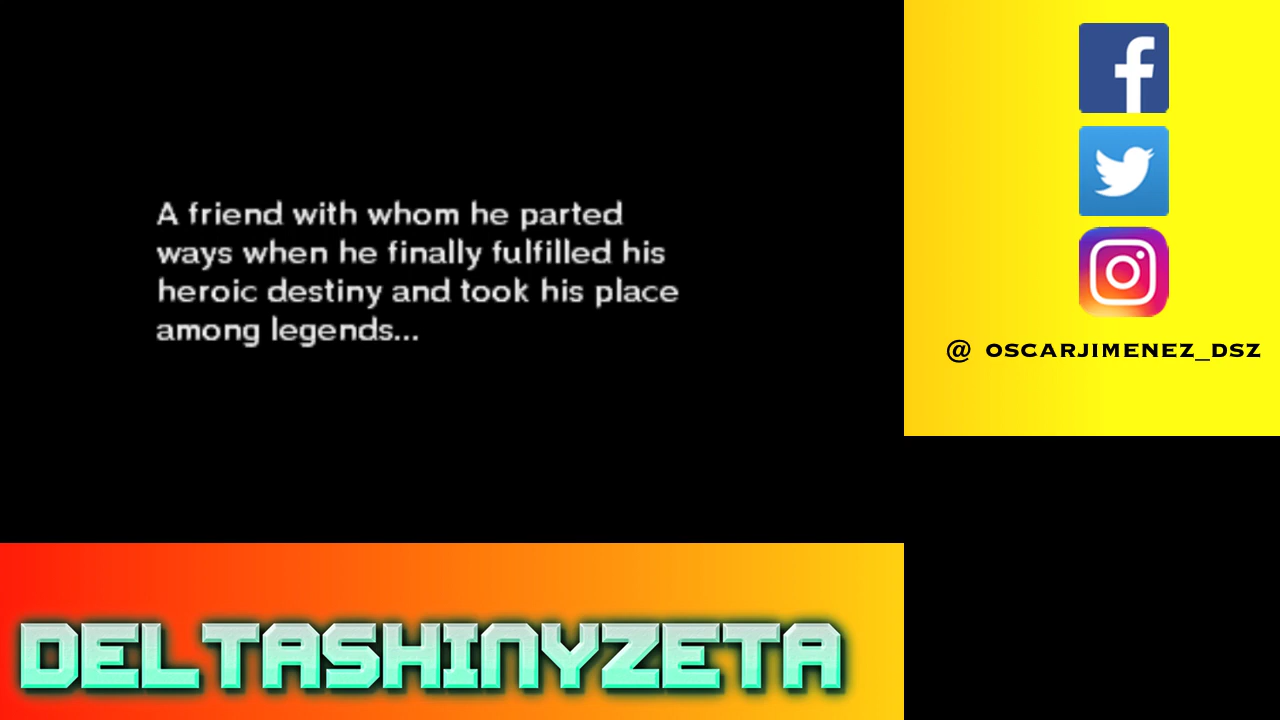 A friend with whom he parted
ways when he finally fulfilled his
heroic destiny and took his place
among legends...
@ OSCARJIMENEZ_DSZ
DELTASHINYZETA